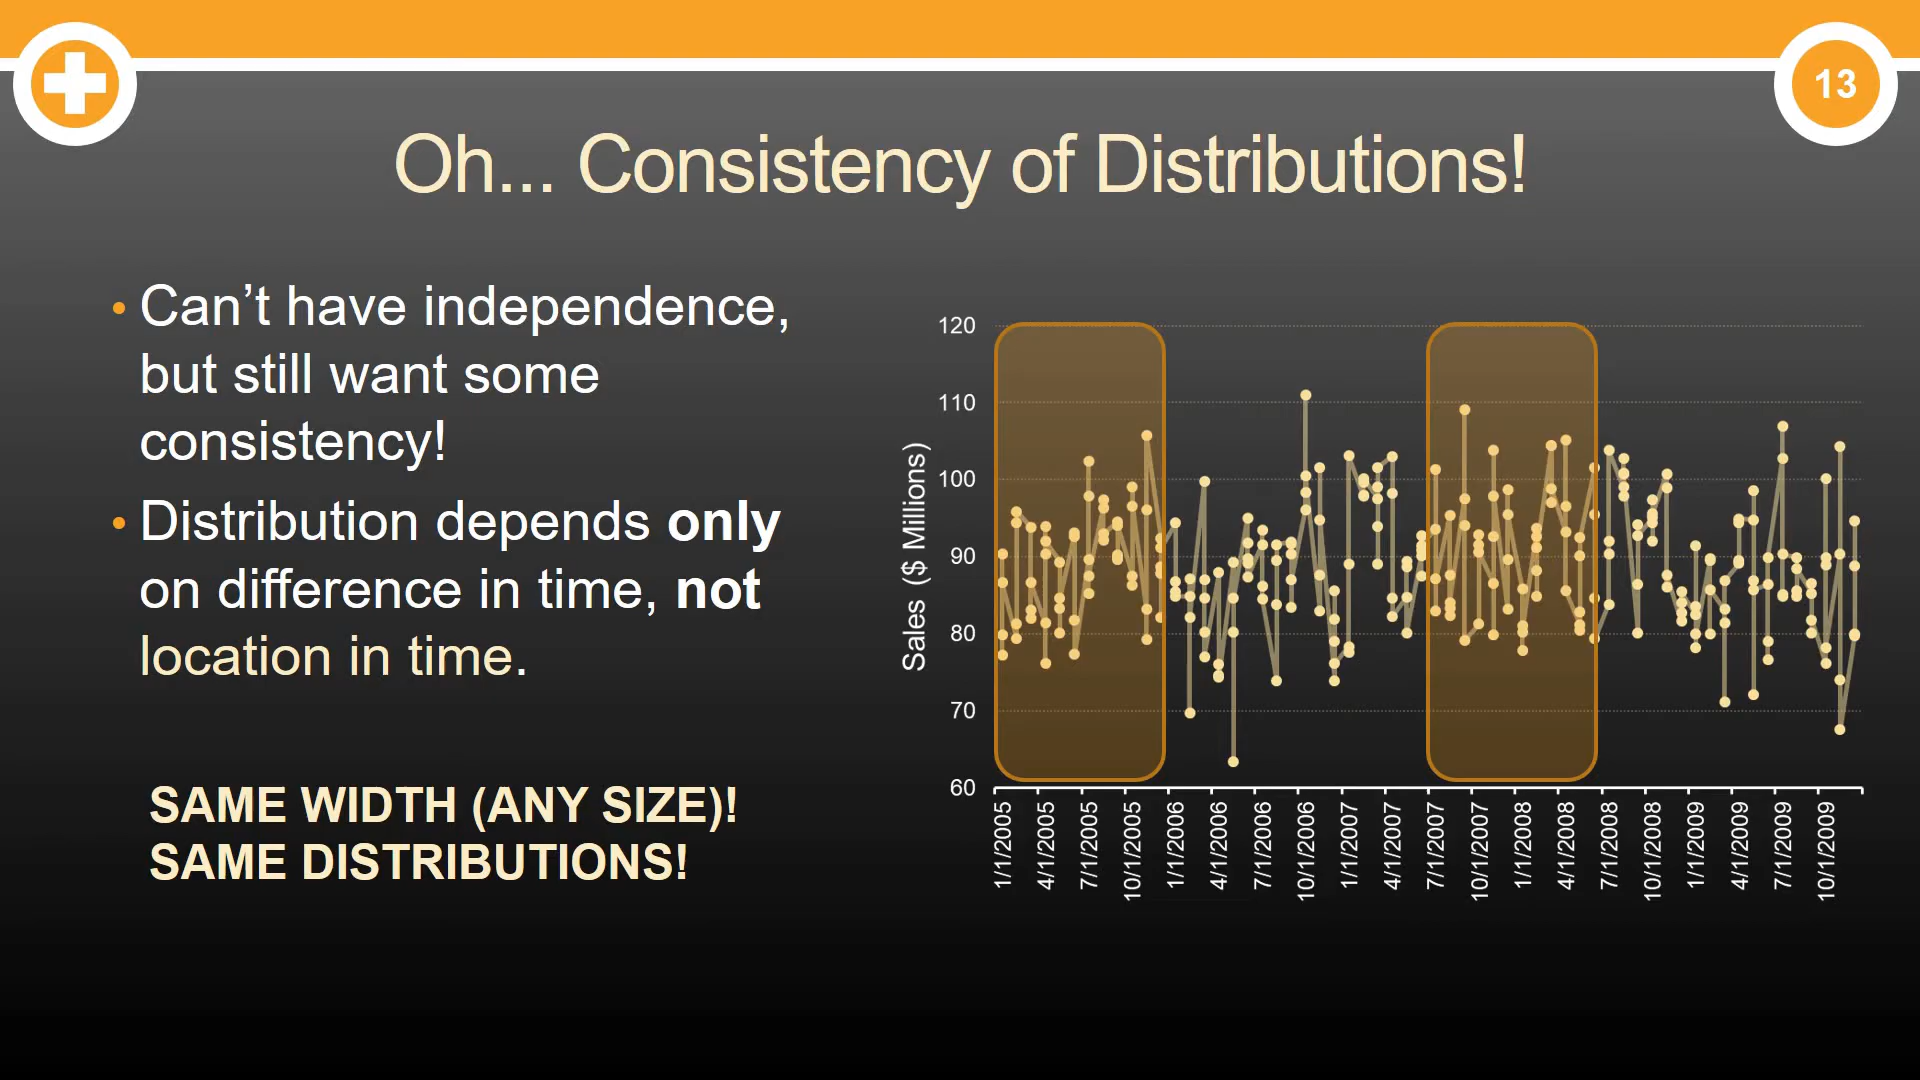 13
Oh... Consistency of Distributions!
• Can’t have independence,
but still want some
consistency!
• Distribution depends only
on difference in time, not
location in time.
SAME WIDTH (ANY SIZE)!
SAME DISTRIBUTIONS!
Sales ($ Millions)
120
110
100
90
80
70
60
1/1/2005
4/1/2005
7/1/2005
10/1/2005
1/1/2006
4/1/2006
7/1/2006
10/1/2006
1/1/2007
4/1/2007
7/1/2007
10/1/2007
1/1/2008
4/1/2008
7/1/2008
10/1/2008
1/1/2009
4/1/2009
7/1/2009
10/1/2009